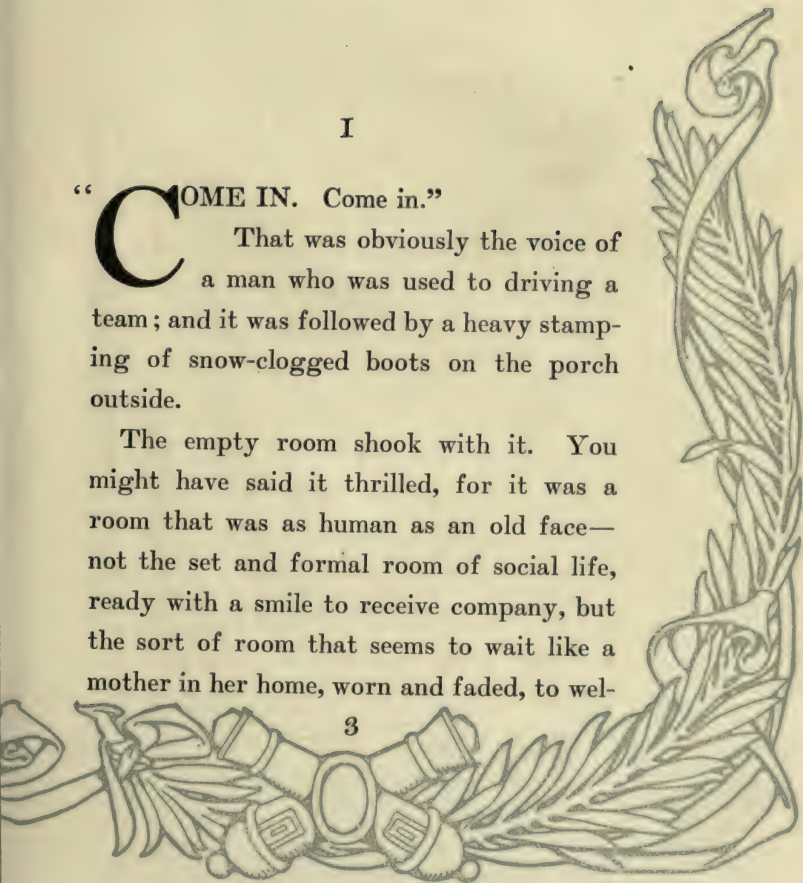 I
“COME IN. Come in.”
That was obviously the voice of
a man who was used to driving a
team; and it was followed by a heavy stamp-
ing of snow-clogged boots on the porch
outside.
The empty room shook with it. You
might have said it thrilled, for it was a
room that was as human as an old face—
not the set and formal room of social life,
ready with a smile to receive company, but
the sort of room that seems to wait like a
mother in her home, worn and faded, to wel-
3